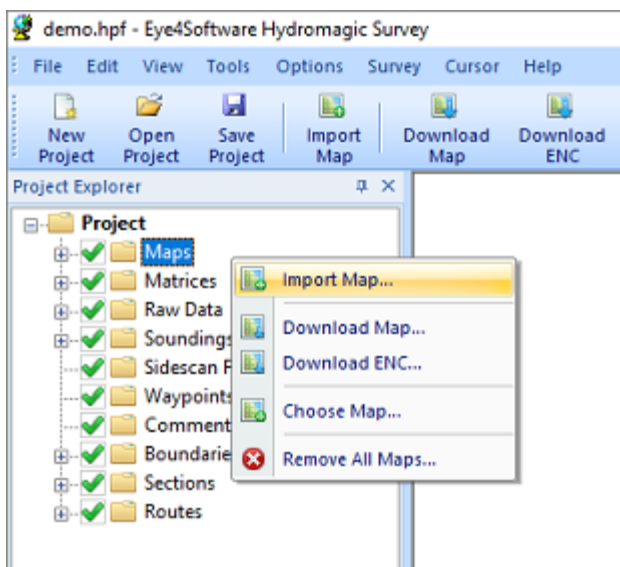 demo.hpf - Eye4Software Hydromagic Survey
File Edit View Tools Options Survey Cursor Help
New Project Open Project Save Project Import Map Download Map Download ENC
Project Explorer
Project
Maps
Matrices
Raw Data
Soundings
Sidescan F
Waypoints
Comment
Boundarie
Sections
Routes
Import Map...
Download Map...
Download ENC...
Choose Map...
Remove All Maps...